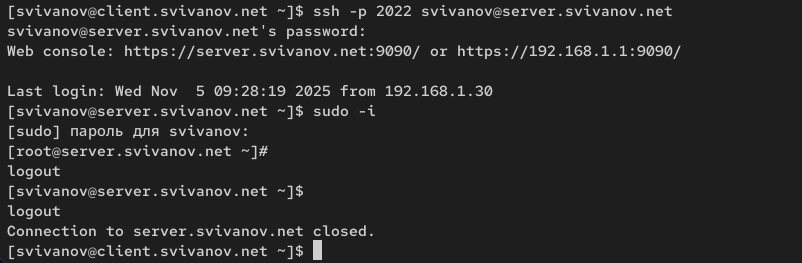 [svivanov@client.svivanov.net ~]$ ssh -p 2022 svivanov@server.svivanov.net
svivanov@server.svivanov.net's password:
Web console: https://server.svivanov.net:9090/ or https://192.168.1.1:9090/

Last login: Wed Nov  5 09:28:19 2025 from 192.168.1.30
[svivanov@server.svivanov.net ~]$ sudo -i
[sudo] пароль для svivanov:
[root@server.svivanov.net ~]#
logout
[svivanov@server.svivanov.net ~]$
logout
Connection to server.svivanov.net closed.
[svivanov@client.svivanov.net ~]$